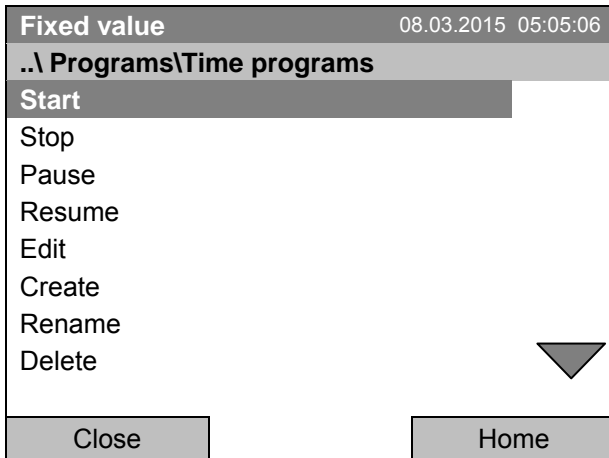 Fixed value 08.03.2015 05:05:06
..\ Programs\Time programs
Start
Stop
Pause
Resume
Edit
Create
Rename
Delete
Close Home